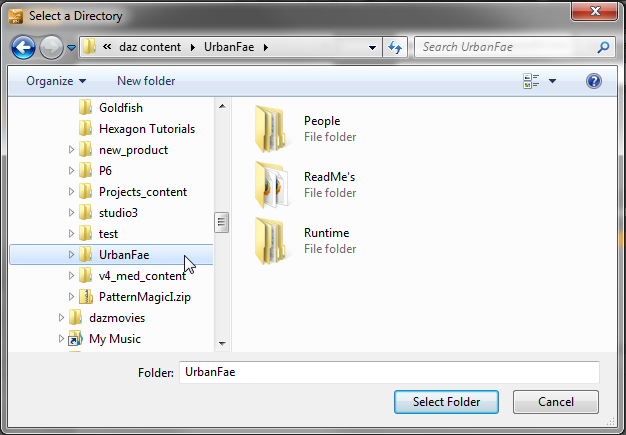 Select a Directory
« daz content UrbanFae
Search UrbanFae
Organize New folder
Goldfish
Hexagon Tutorials
new_product
P6
Projects_content
studio3
test
UrbanFae
v4_med_content
PatternMagicI.zip
dazmovies
My Music
People
File folder
ReadMe's
File folder
Runtime
File folder
Folder: UrbanFae
Select Folder Cancel